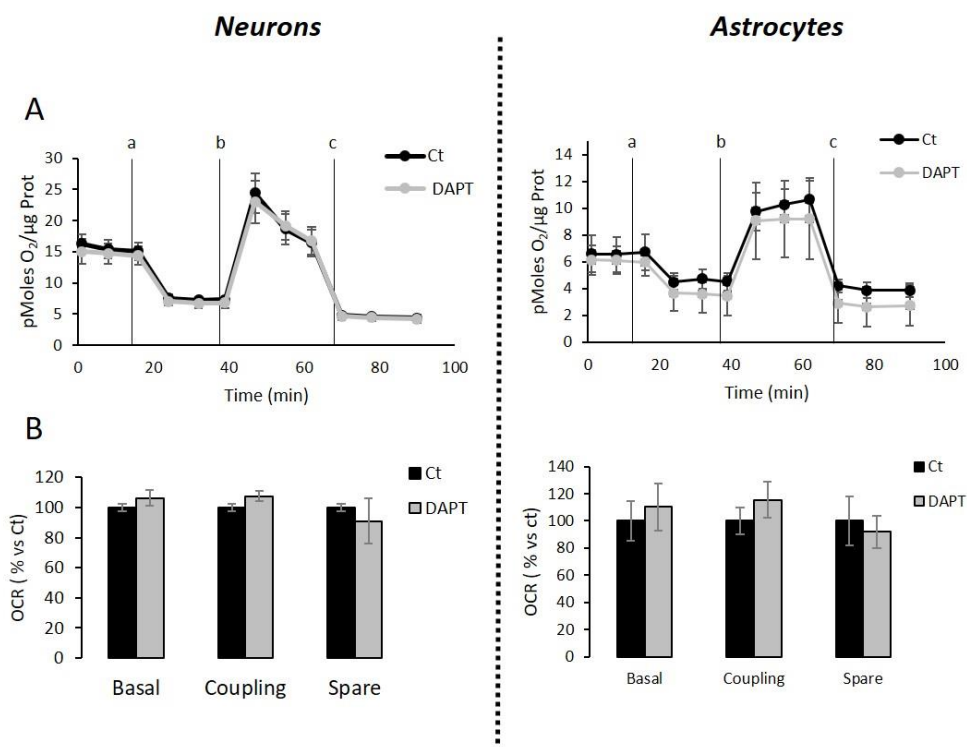 Neurons
Astrocytes
A
a b c
30
25
20
15
10
5
0
pMoles O₂/µg Prot
0 20 40 60 80 100
Time (min)
Ct
DAPT
a b c
14
12
10
8
6
4
2
0
pMoles O₂/µg Prot
0 20 40 60 80 100
Time (min)
Ct
DAPT
B
120
100
80
60
40
20
0
OCR ( % vs Ct)
Basal Coupling Spare
Ct
DAPT
140
120
100
80
60
40
20
0
OCR ( % vs ct)
Basal Coupling Spare
Ct
DAPT